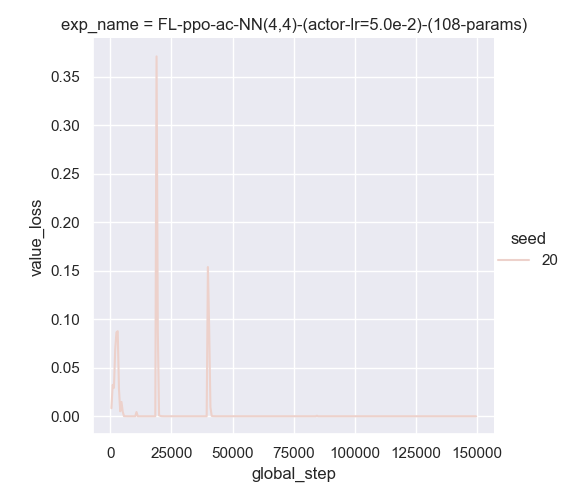 exp_name = FL-ppo-ac-NN(4,4)-(actor-lr=5.0e-2)-(108-params)
0.35
0.30
0.25
0.20
0.15
0.10
0.05
0.00
value_loss
seed
20
0 25000 50000 75000 100000 125000 150000
global_step